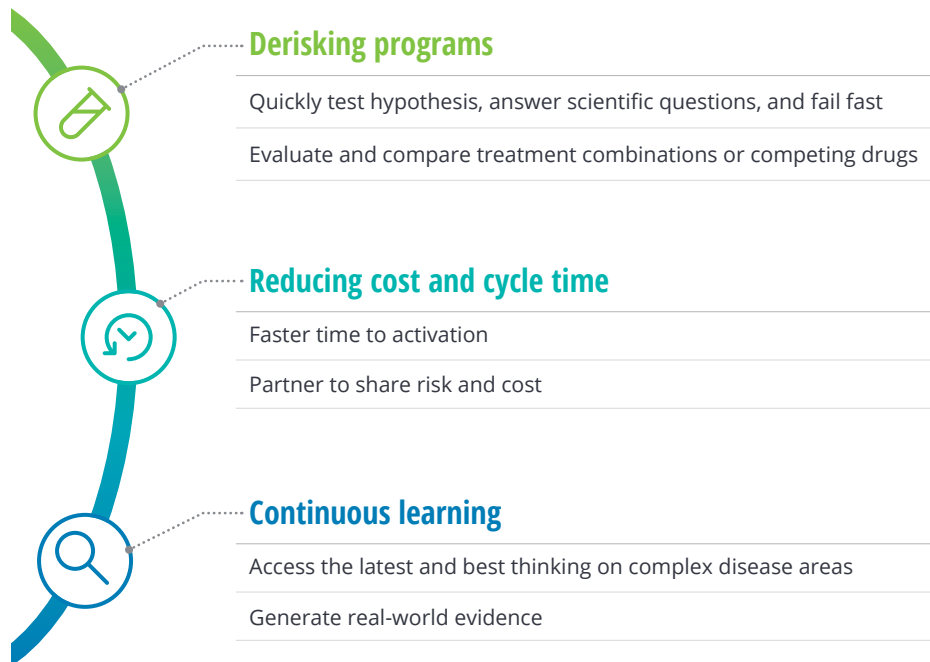 Derisking programs
Quickly test hypothesis, answer scientific questions, and fail fast
Evaluate and compare treatment combinations or competing drugs
Reducing cost and cycle time
Faster time to activation
Partner to share risk and cost
Continuous learning
Access the latest and best thinking on complex disease areas
Generate real-world evidence